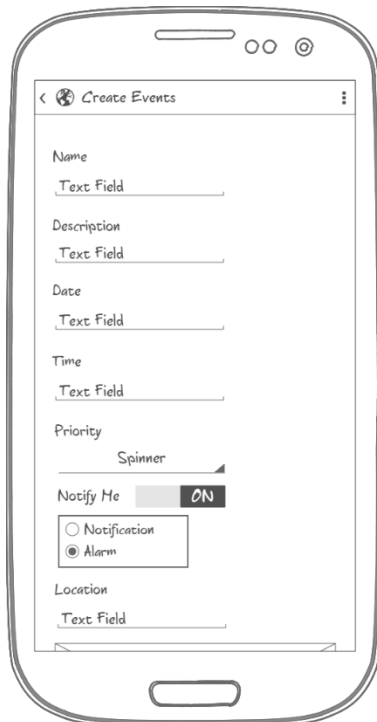 Create Events
Name
Text Field
Description
Text Field
Date
Text Field
Time
Text Field
Priority
Spinner
Notify Me ON
Notification
Alarm
Location
Text Field